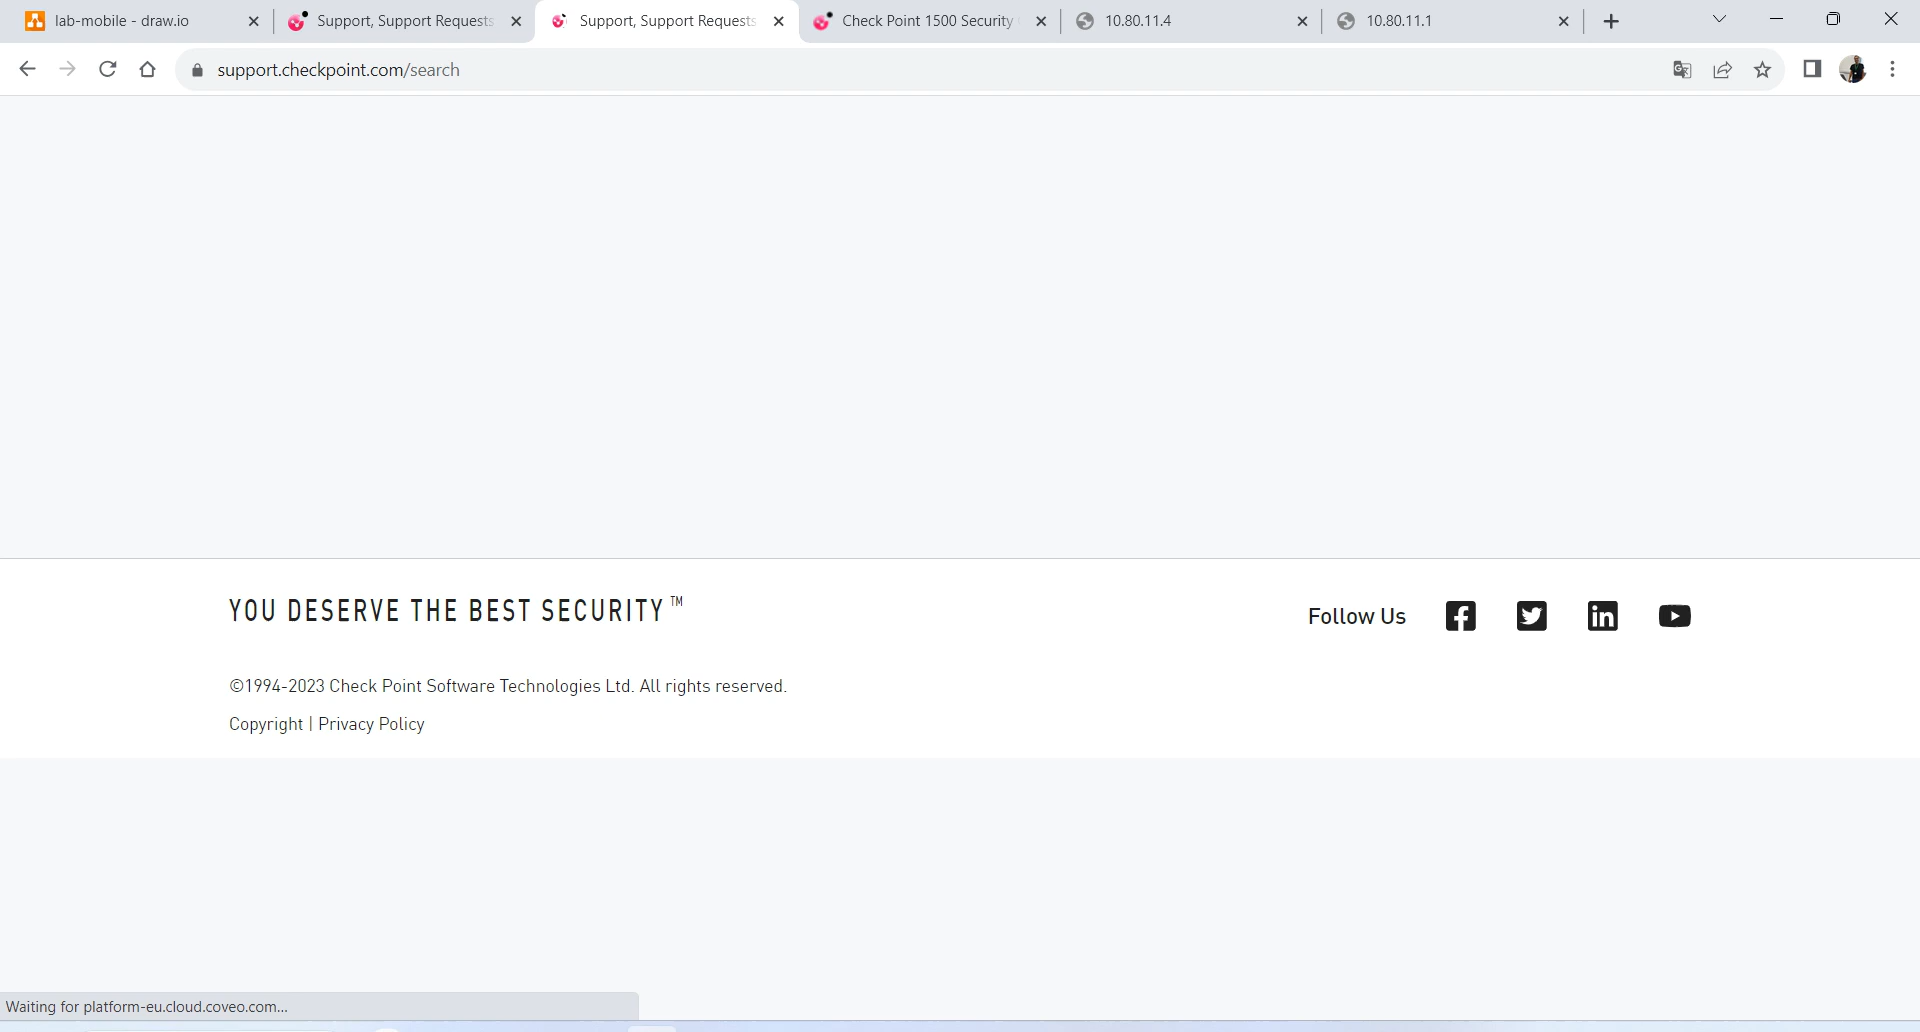 lab-mobile - draw.io
Support, Support Requests
Support, Support Requests
Check Point 1500 Security
10.80.11.4
10.80.11.1
support.checkpoint.com/search
YOU DESERVE THE BEST SECURITY™
Follow Us
©1994-2023 Check Point Software Technologies Ltd. All rights reserved.
Copyright | Privacy Policy
Waiting for platform-eu.cloud.coveo.com...